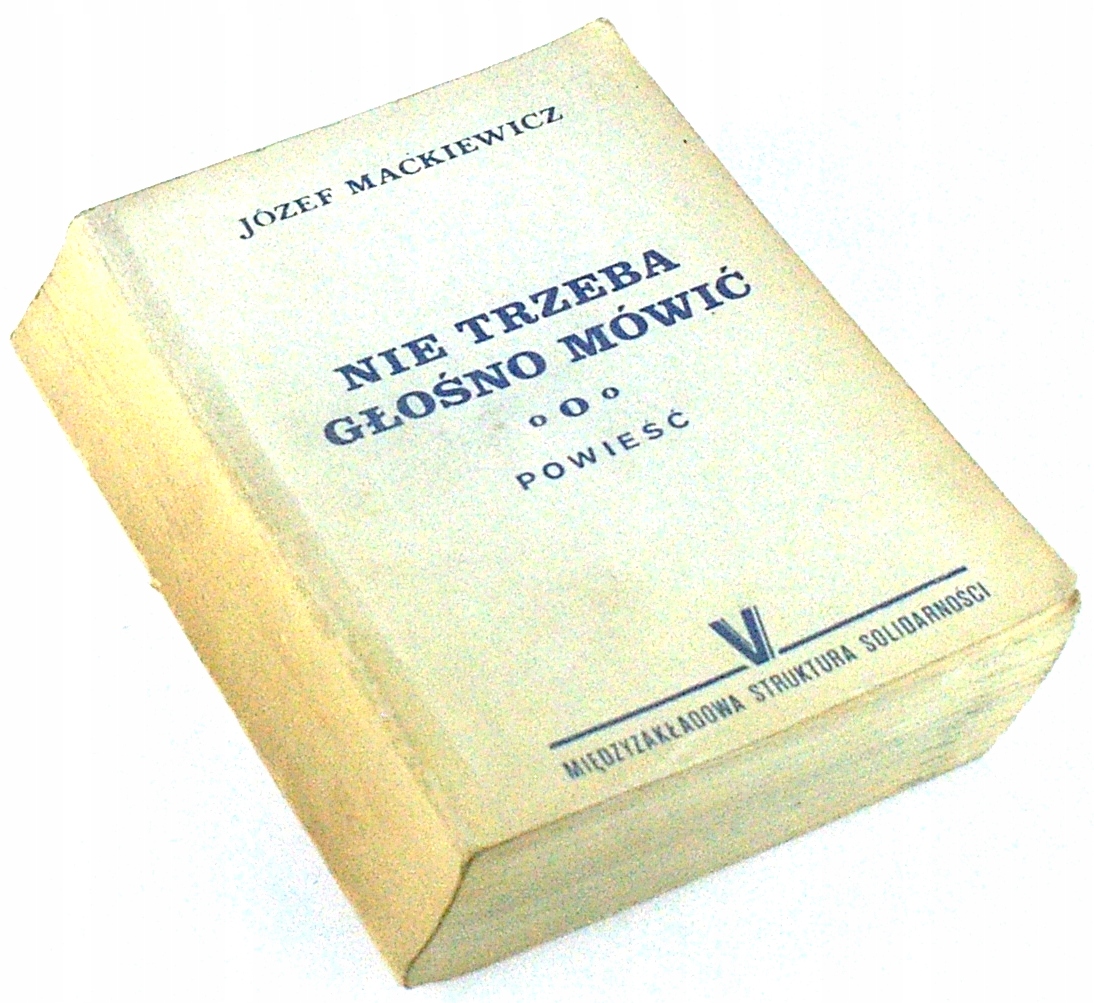 JÓZEF MACKIEWICZ
NIE TRZEBA
GŁOŚNO MÓWIĆ
o O o
POWIEŚĆ
V
MIĘDZYZAKŁADOWA STRUKTURA SOLIDARNOŚCI